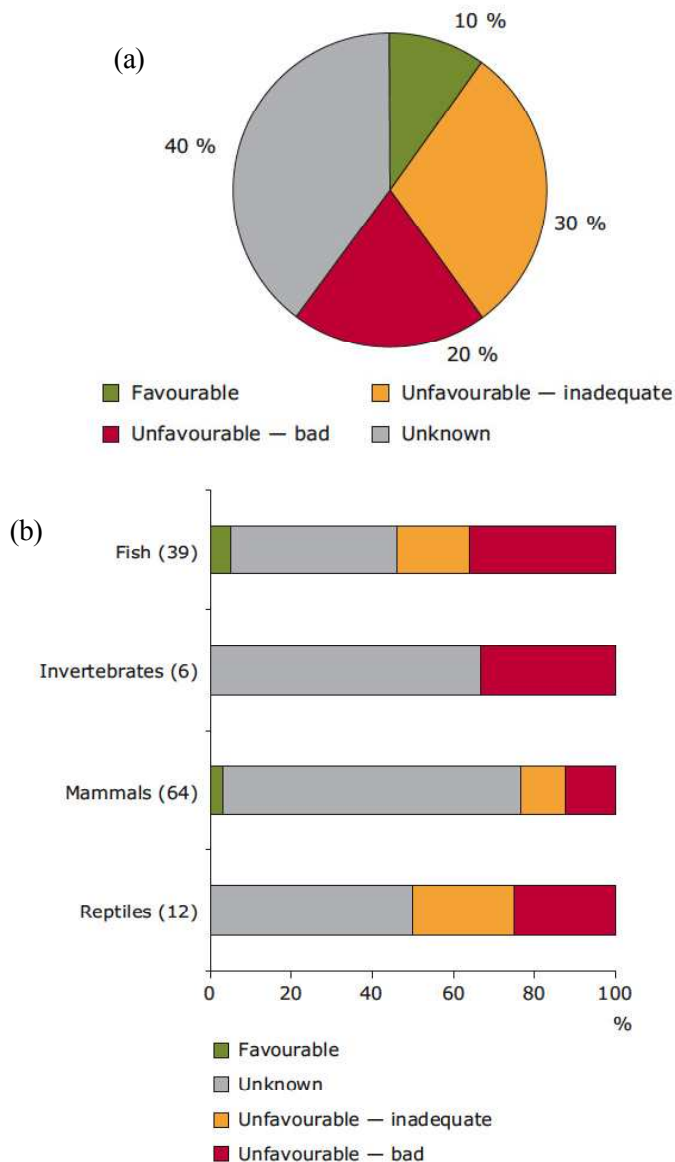 (a)
10 %
40 %
30 %
20 %
Favourable
Unfavourable — inadequate
Unfavourable — bad
Unknown
(b)
Fish (39)
Invertebrates (6)
Mammals (64)
Reptiles (12)
0 20 40 60 80 100
%
Favourable
Unknown
Unfavourable — inadequate
Unfavourable — bad